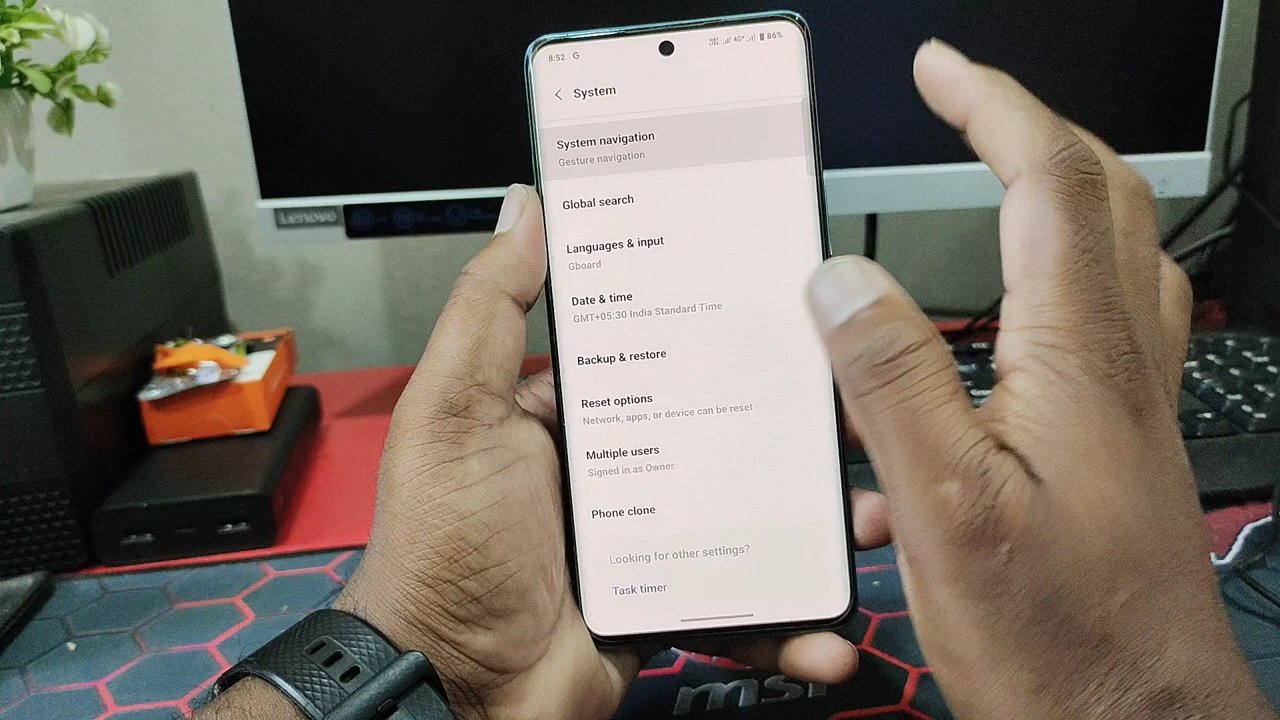 8:52 G
4G+ 86%
System
System navigation
Gesture navigation
Global search
Languages & input
Gboard
Date & time
GMT+05:30 India Standard Time
Backup & restore
Reset options
Network, apps, or device can be reset
Multiple users
Signed in as Owner
Phone clone
Looking for other settings?
Task timer
Lenovo
msi